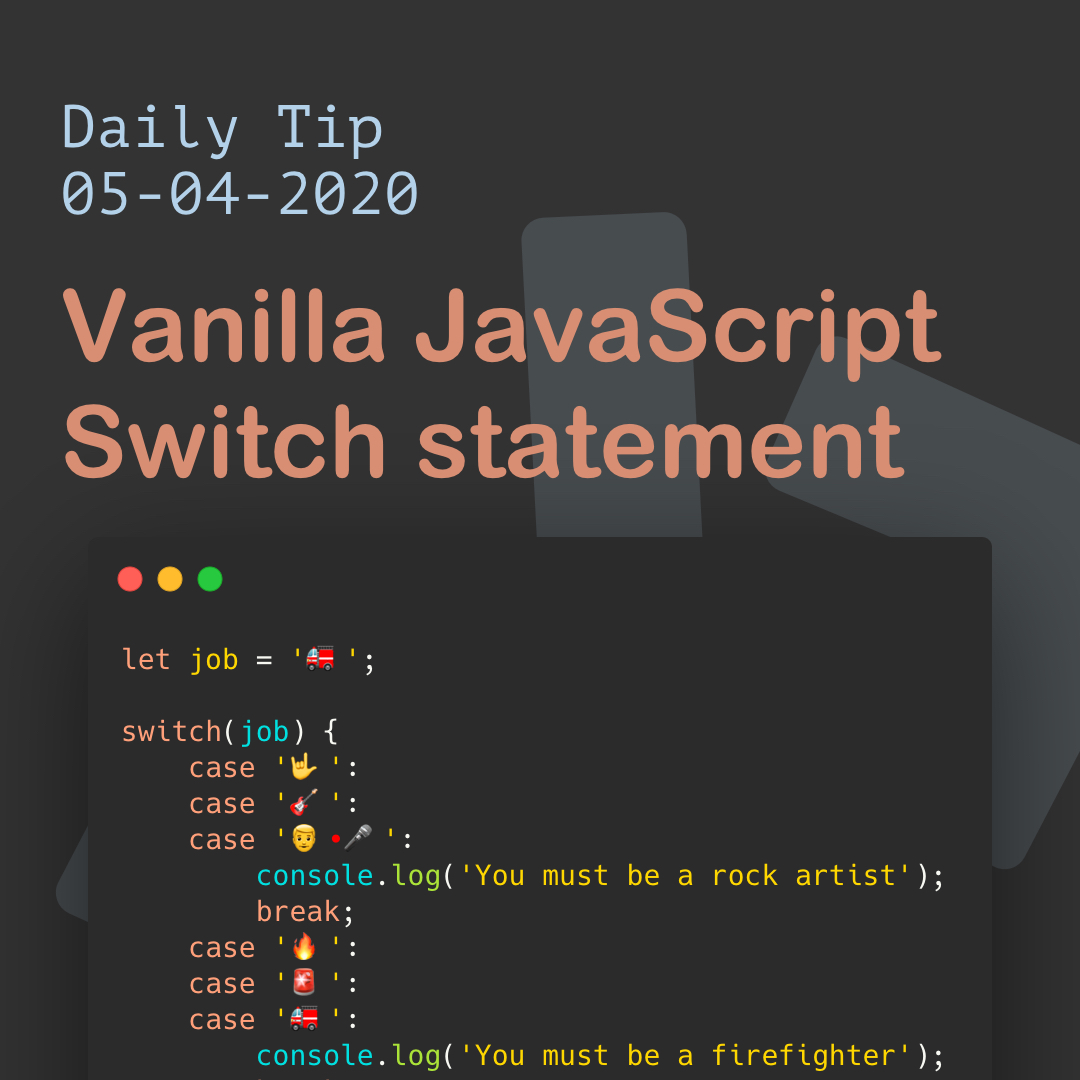 Daily Tip
05-04-2020
Vanilla JavaScript
Switch statement
let job = '🚒 ';
switch(job) {
    case '🤟 ':
    case '🎸 ':
    case '👨 •🎤 ':
        console.log('You must be a rock artist');
        break;
    case '🔥 ':
    case '🚨 ':
    case '🚒 ':
        console.log('You must be a firefighter');